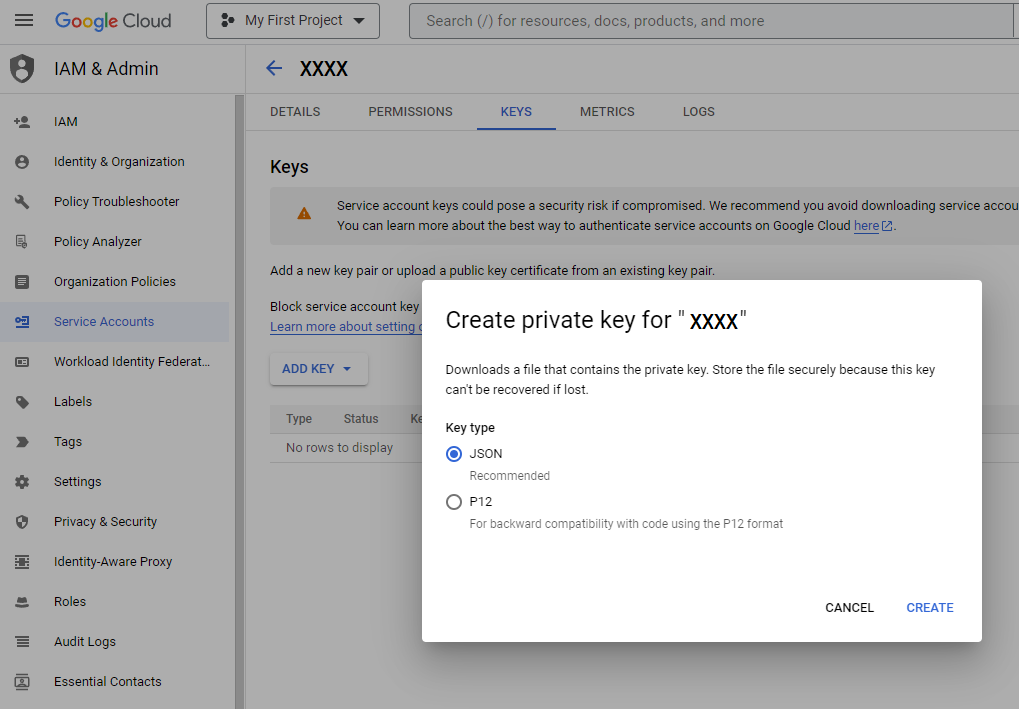 Google Cloud
My First Project
Search (/) for resources, docs, products, and more
IAM & Admin
XXXX
DETAILS
PERMISSIONS
KEYS
METRICS
LOGS
IAM
Identity & Organization
Policy Troubleshooter
Policy Analyzer
Organization Policies
Service Accounts
Workload Identity Federat...
Labels
Tags
Settings
Privacy & Security
Identity-Aware Proxy
Roles
Audit Logs
Essential Contacts
Keys
Service account keys could pose a security risk if compromised. We recommend you avoid downloading service accou
You can learn more about the best way to authenticate service accounts on Google Cloud here.
Add a new key pair or upload a public key certificate from an existing key pair.
Block service account key
Learn more about setting
ADD KEY
Type
Status
Ke
No rows to display
Create private key for "XXXX"
Downloads a file that contains the private key. Store the file securely because this key
can't be recovered if lost.
Key type
JSON
Recommended
P12
For backward compatibility with code using the P12 format
CANCEL
CREATE